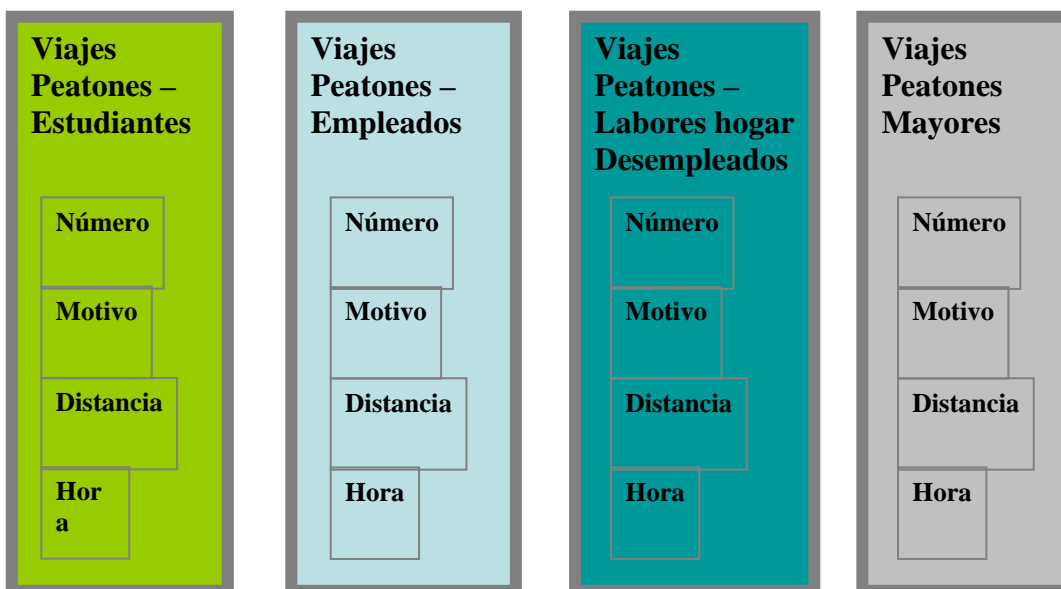 Viajes
Peatones –
Estudiantes
Número
Motivo
Distancia
Hor
a
Viajes
Peatones –
Empleados
Número
Motivo
Distancia
Hora
Viajes
Peatones –
Labores hogar
Desempleados
Número
Motivo
Distancia
Hora
Viajes
Peatones
Mayores
Número
Motivo
Distancia
Hora